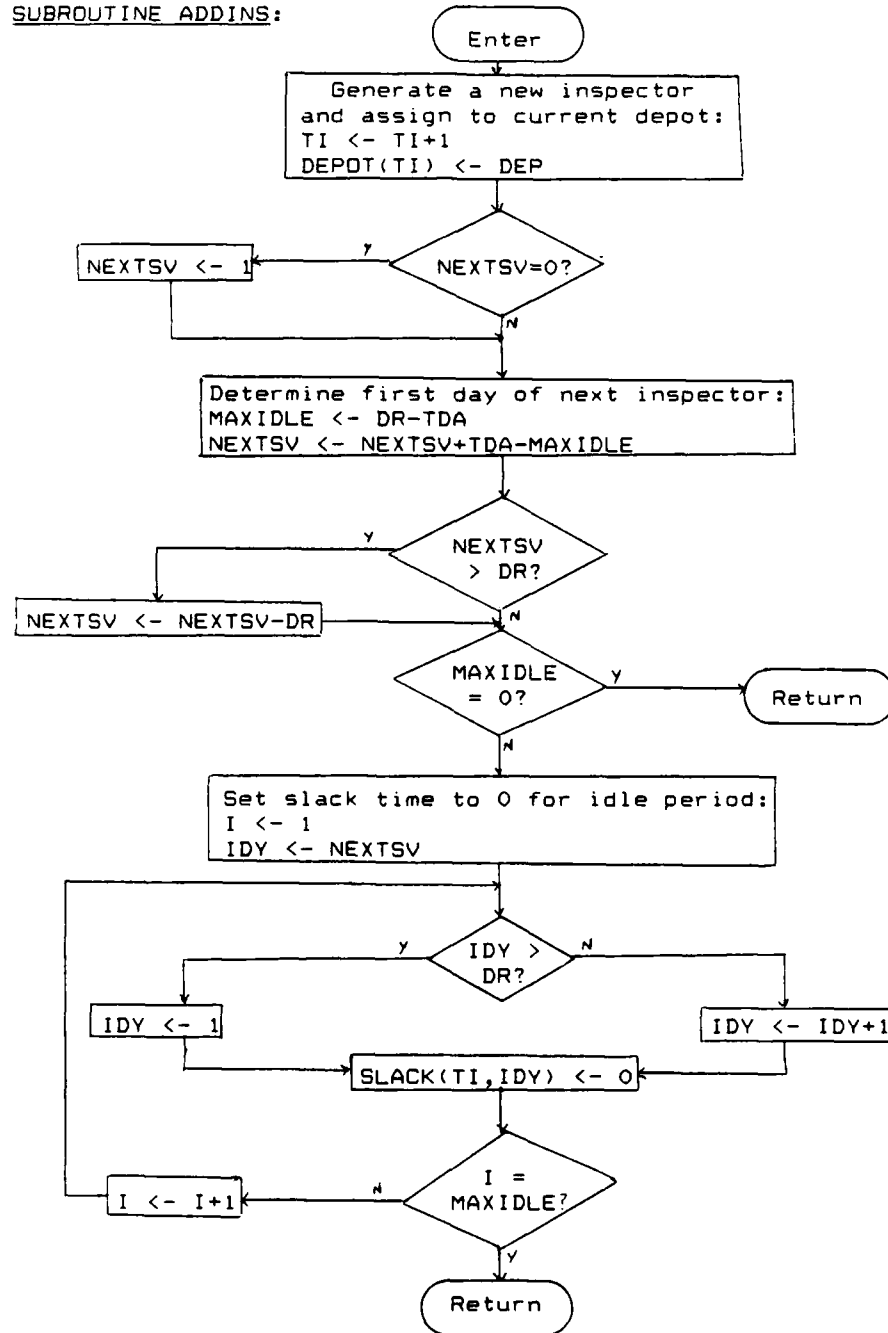 SUBROUTINE ADDINS:
Enter
Generate a new inspector
and assign to current depot:
TI <- TI+1
DEPOT(TI) <- DEP
Y
NEXTSV <- 1
NEXTSV=0?
N
Determine first day of next inspector:
MAXIDLE <- DR-TDA
NEXTSV <- NEXTSV+TDA-MAXIDLE
Y
NEXTSV
> DR?
NEXTSV <- NEXTSV-DR
N
MAXIDLE
= 0?
Y
Return
N
Set slack time to 0 for idle period:
I <- 1
IDY <- NEXTSV
Y
IDY >
DR?
N
IDY <- 1
IDY <- IDY+1
SLACK(TI,IDY) <- 0
I <- I+1
N
I =
MAXIDLE?
Y
Return